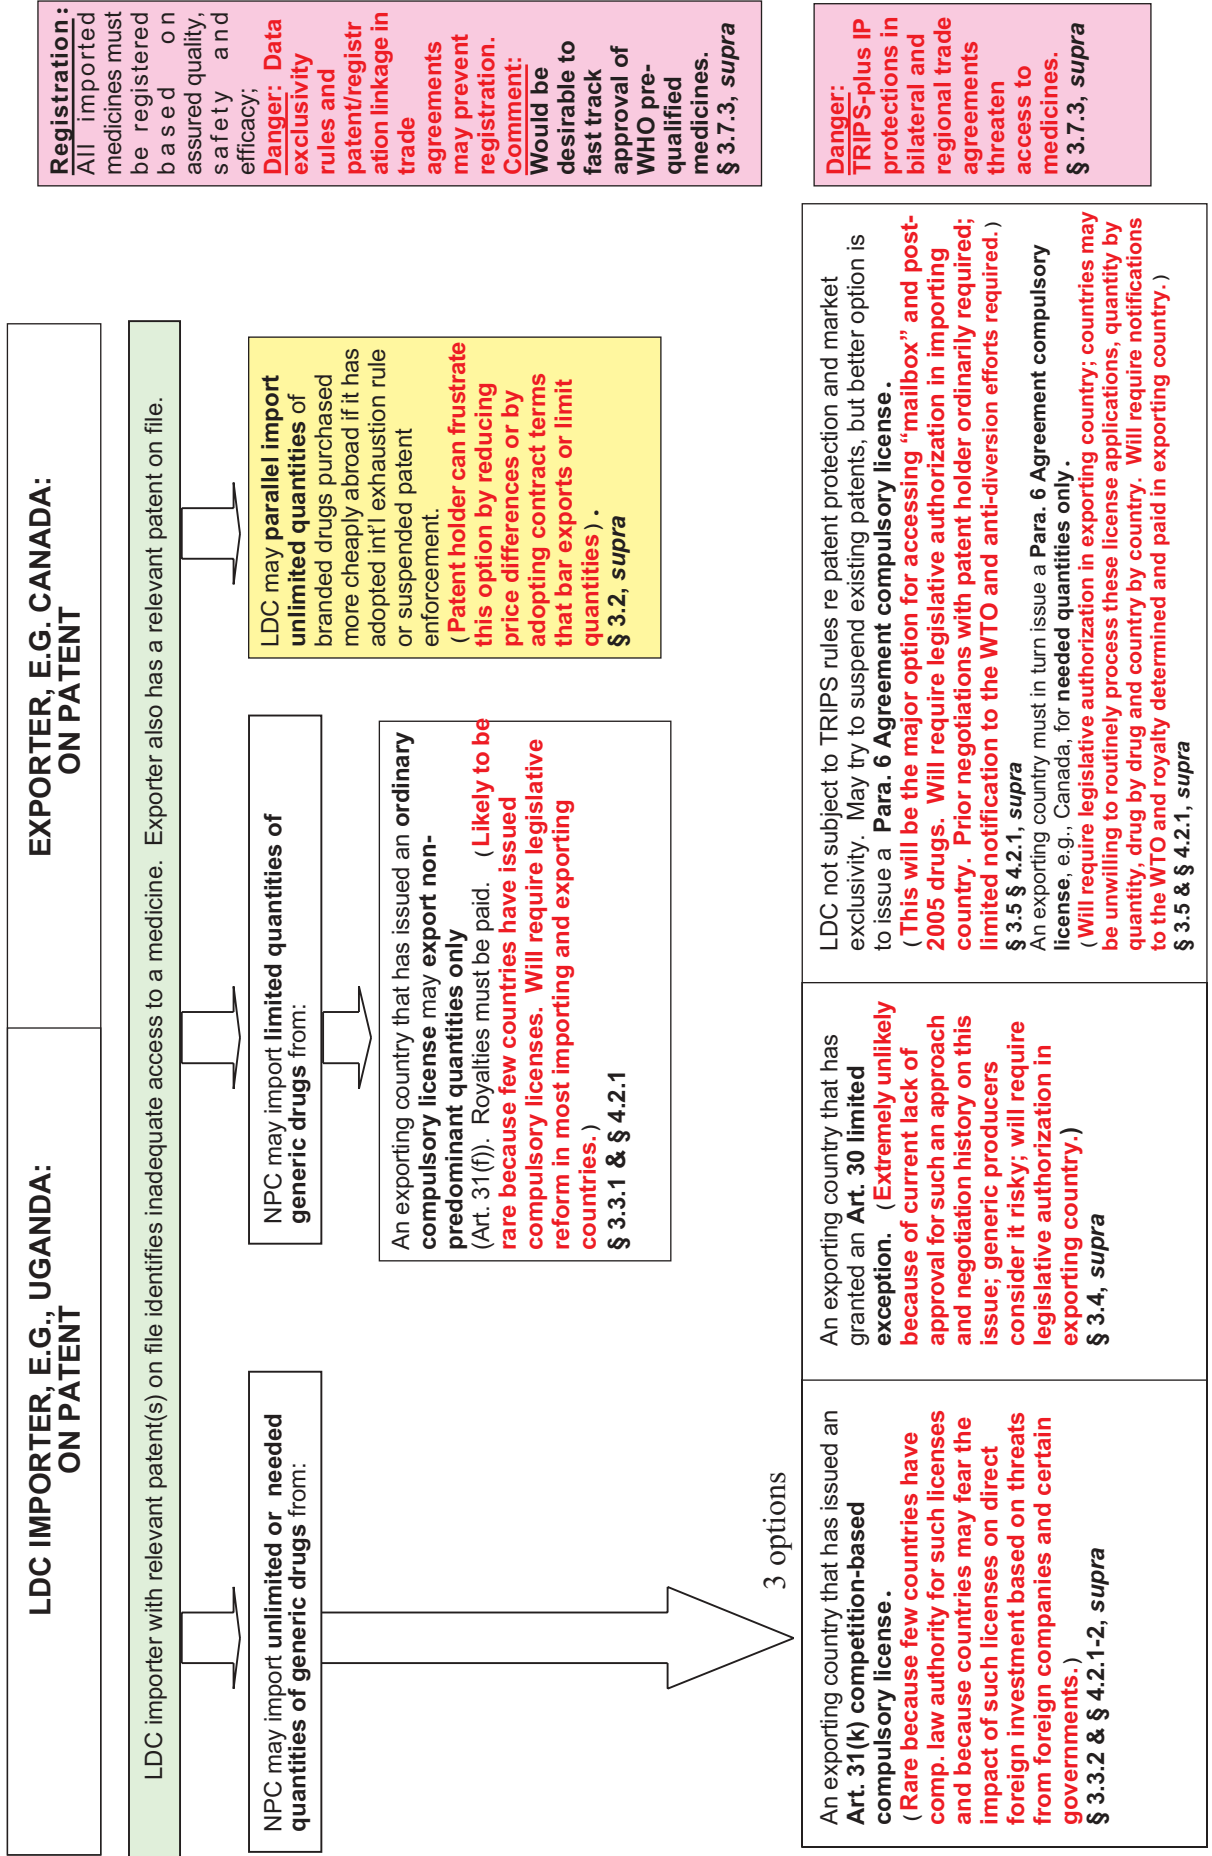 LDC IMPORTER, E.G., UGANDA:
ON PATENT
EXPORTER, E.G. CANADA:
ON PATENT
LDC importer with relevant patent(s) on file identifies inadequate access to a medicine.  Exporter also has a relevant patent on file.
NPC may import unlimited or  needed
quantities of generic drugs from:
NPC may import limited quantities of
generic drugs from:
An exporting country that has issued an ordinary
compulsory license may export non-
predominant quantities only
(Art. 31(f)).  Royalties must be paid.  (Likely to be
rare because few countries have issued
compulsory licenses.  Will require legislative
reform in most importing and exporting
countries.)
§ 3.3.1 & § 4.2.1
LDC may parallel import
unlimited quantities of
branded drugs purchased
more cheaply abroad if it has
adopted int'l exhaustion rule
or suspended patent
enforcement.
(Patent holder can frustrate
this option by reducing
price differences or by
adopting contract terms
that bar exports or limit
quantities).
§ 3.2, supra
3 options
An exporting country that has issued an
Art. 31(k) competition-based
compulsory license.
(Rare because few countries have
comp. law authority for such licenses
and because countries may fear the
impact of such licenses on direct
foreign investment based on threats
from foreign companies and certain
governments.)
§ 3.3.2 & § 4.2.1-2, supra
An exporting country that has
granted an Art. 30 limited
exception.  (Extremely unlikely
because of current lack of
approval for such an approach
and negotiation history on this
issue; generic producers
consider it risky; will require
legislative authorization in
exporting country.)
§ 3.4, supra
LDC not subject to TRIPS rules re patent protection and market
exclusivity.  May try to suspend existing patents, but better option is
to issue a Para. 6 Agreement compulsory license.
(This will be the major option for accessing “mailbox” and post-
2005 drugs.  Will require legislative authorization in importing
country.  Prior negotiations with patent holder ordinarily required;
limited notification to the WTO and anti-diversion efforts required.)
§ 3.5 § 4.2.1, supra
An exporting country must in turn issue a Para. 6 Agreement compulsory
license, e.g., Canada, for needed quantities only.
(Will require legislative authorization in exporting country; countries may
be unwilling to routinely process these license applications, quantity by
quantity, drug by drug and country by country.  Will require notifications
to the WTO and royalty determined and paid in exporting country.)
§ 3.5 & § 4.2.1, supra
Registration:
All imported
medicines must
be registered
based on
assured quality,
safety and
efficacy;
Danger: Data
exclusivity
rules and
patent/registr
ation linkage in
trade
agreements
may prevent
registration.
Comment:
Would be
desirable to
fast track
approval of
WHO pre-
qualified
medicines.
§ 3.7.3, supra
Danger:
TRIPS-plus IP
protections in
bilateral and
regional trade
agreements
threaten
access to
medicines.
§ 3.7.3, supra